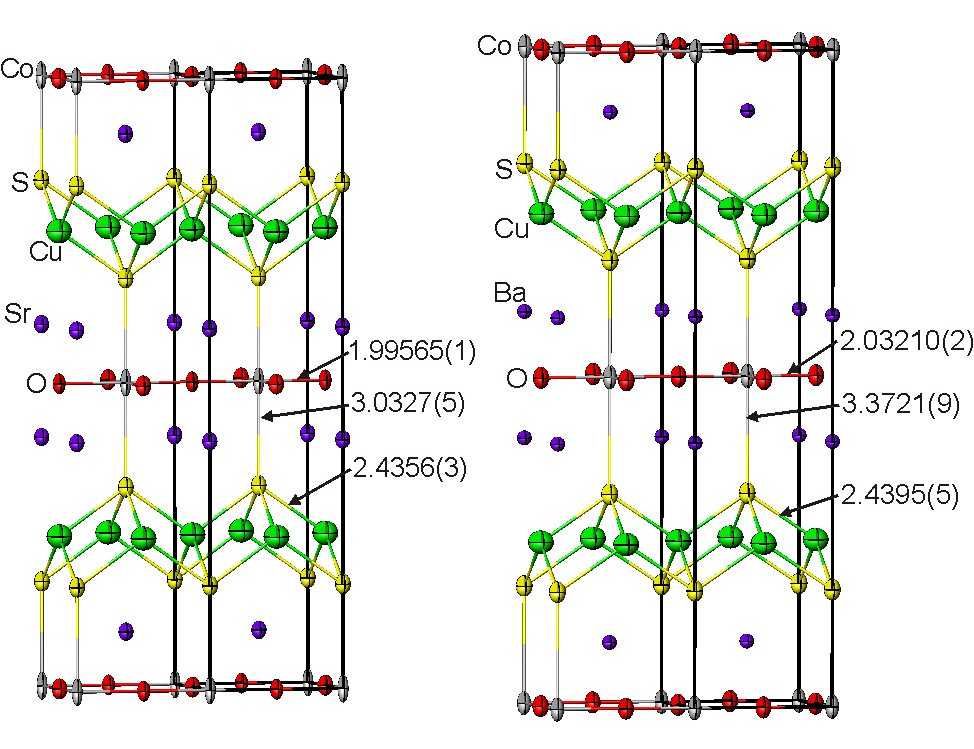 Co
S
Cu
Sr
O
1.99565(1)
3.0327(5)
2.4356(3)
Co
S
Cu
Ba
O
2.03210(2)
3.3721(9)
2.4395(5)